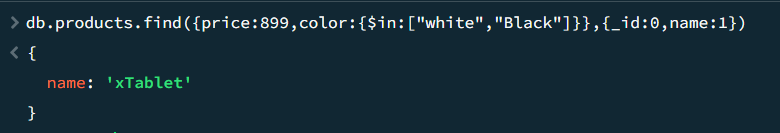 > db.products.find({price:899,color:{$in:["white","Black"]}},{_id:0,name:1})
< {
name: 'xTablet'
}